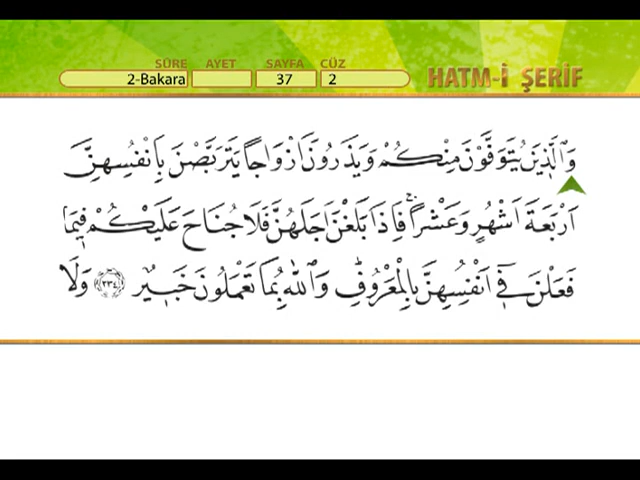 SÛRE AYET SAYFA CÜZ
2-Bakara 37 2 HATM-İ ŞERİF
وَالَّذِينَ يُتَوَفَّوْنَ مِنْكُمْ وَيَذَرُونَ اَزْوَاجًا يَتَرَبَّصْنَ بِاَنْفُسِهِنَّ
اَرْبَعَةَ اَشْهُرٍ وَعَشْرًاۚ فَاِذَا بَلَغْنَ اَجَلَهُنَّ فَلَا جُنَاحَ عَلَيْكُمْ فِيمَا
فَعَلْنَ فِٓي اَنْفُسِهِنَّ بِالْمَعْرُوفِۜ وَاللّٰهُ بِمَا تَعْمَلُونَ خَبِيرٌ ﴿٢٣٤﴾ وَلَا